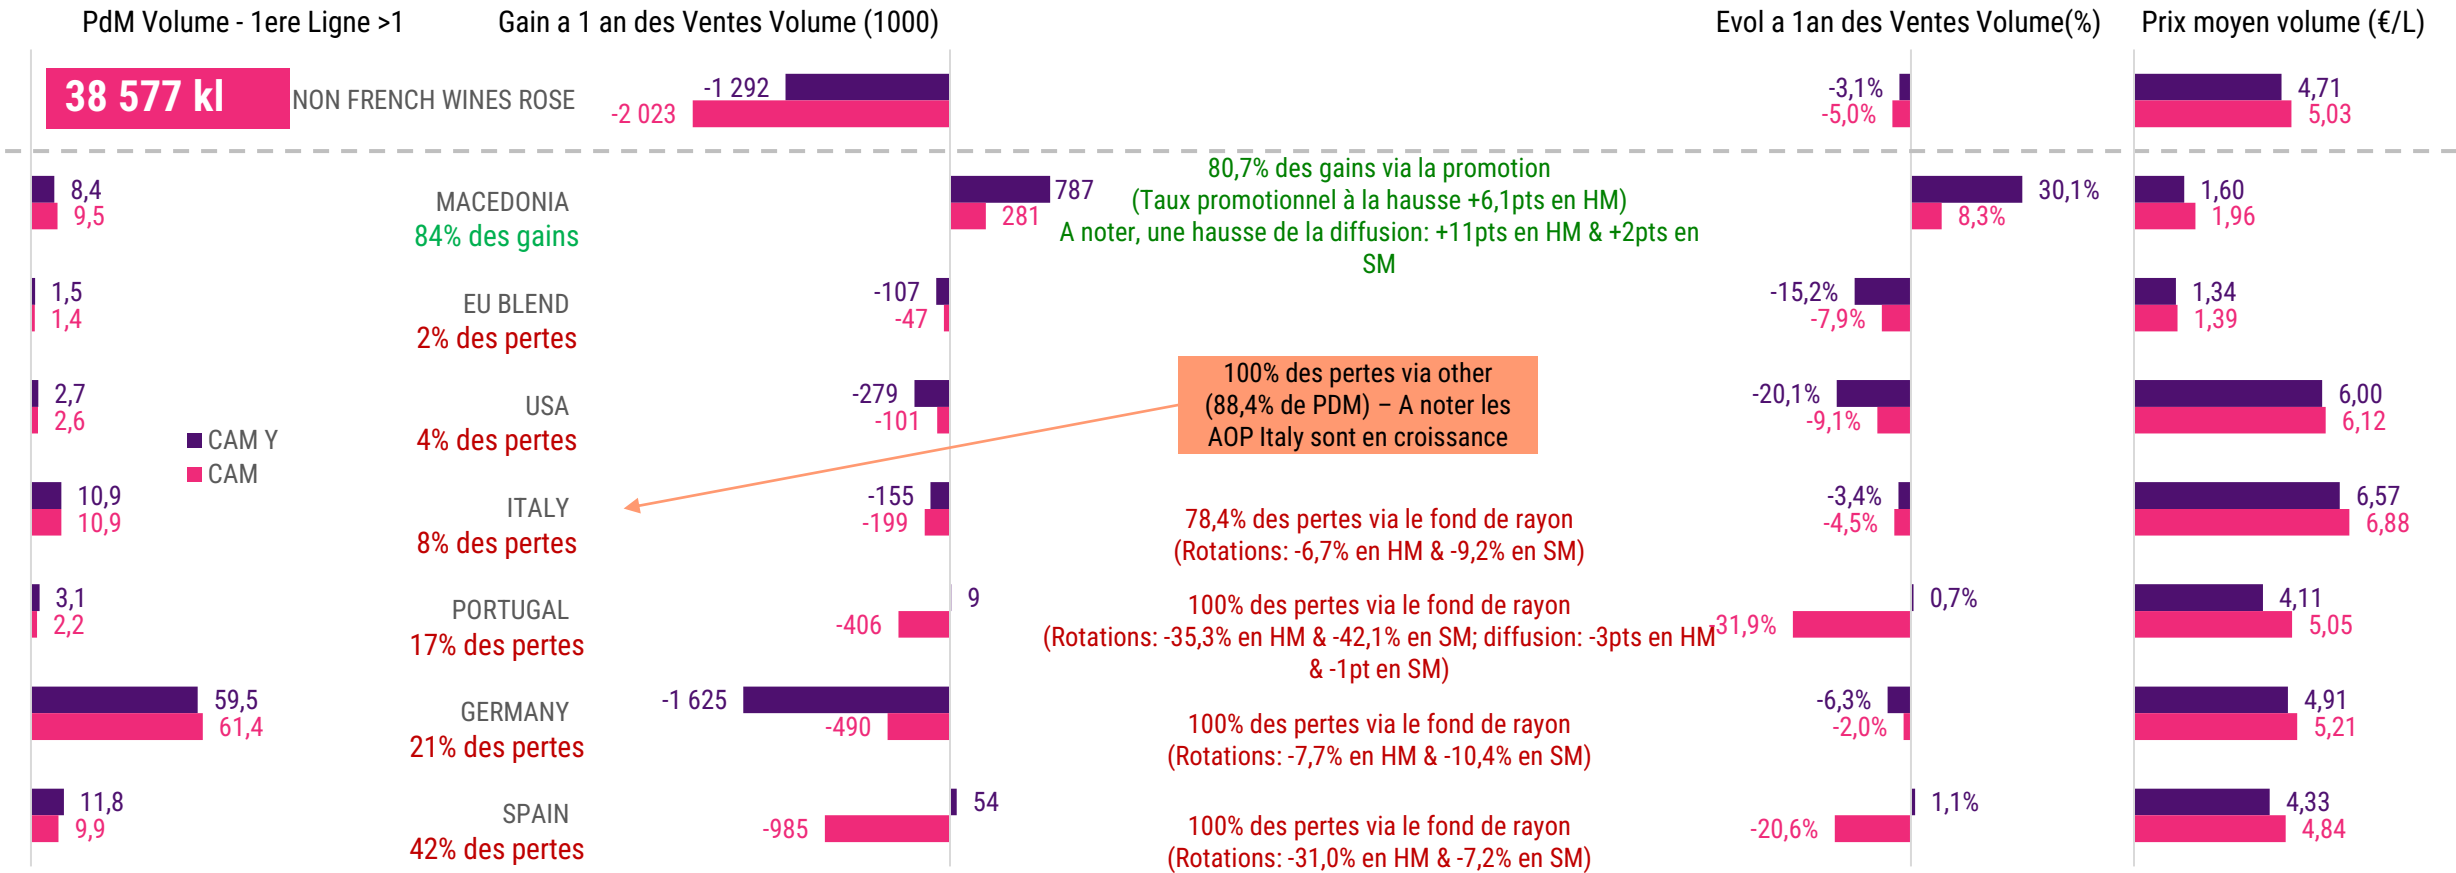 PdM Volume - 1ere Ligne >1
Gain a 1 an des Ventes Volume (1000)
Evol a 1an des Ventes Volume(%)
Prix moyen volume (€/L)
38 577 kl
NON FRENCH WINES ROSE
-1 292
-2 023
-3,1%
-5,0%
4,71
5,03
8,4
9,5
MACEDONIA
84% des gains
787
281
80,7% des gains via la promotion
(Taux promotionnel à la hausse +6,1pts en HM)
A noter, une hausse de la diffusion: +11pts en HM & +2pts en
SM
30,1%
8,3%
1,60
1,96
1,5
1,4
EU BLEND
2% des pertes
-107
-47
-15,2%
-7,9%
1,34
1,39
2,7
2,6
USA
4% des pertes
-279
-101
100% des pertes via other
(88,4% de PDM) – A noter les
AOP Italy sont en croissance
-20,1%
-9,1%
6,00
6,12
CAM Y
CAM
10,9
10,9
ITALY
8% des pertes
-155
-199
78,4% des pertes via le fond de rayon
(Rotations: -6,7% en HM & -9,2% en SM)
-3,4%
-4,5%
6,57
6,88
3,1
2,2
PORTUGAL
17% des pertes
9
-406
100% des pertes via le fond de rayon
(Rotations: -35,3% en HM & -42,1% en SM; diffusion: -3pts en HM
& -1pt en SM)
0,7%
-31,9%
4,11
5,05
59,5
61,4
GERMANY
21% des pertes
-1 625
-490
100% des pertes via le fond de rayon
(Rotations: -7,7% en HM & -10,4% en SM)
-6,3%
-2,0%
4,91
5,21
11,8
9,9
SPAIN
42% des pertes
54
-985
100% des pertes via le fond de rayon
(Rotations: -31,0% en HM & -7,2% en SM)
1,1%
-20,6%
4,33
4,84